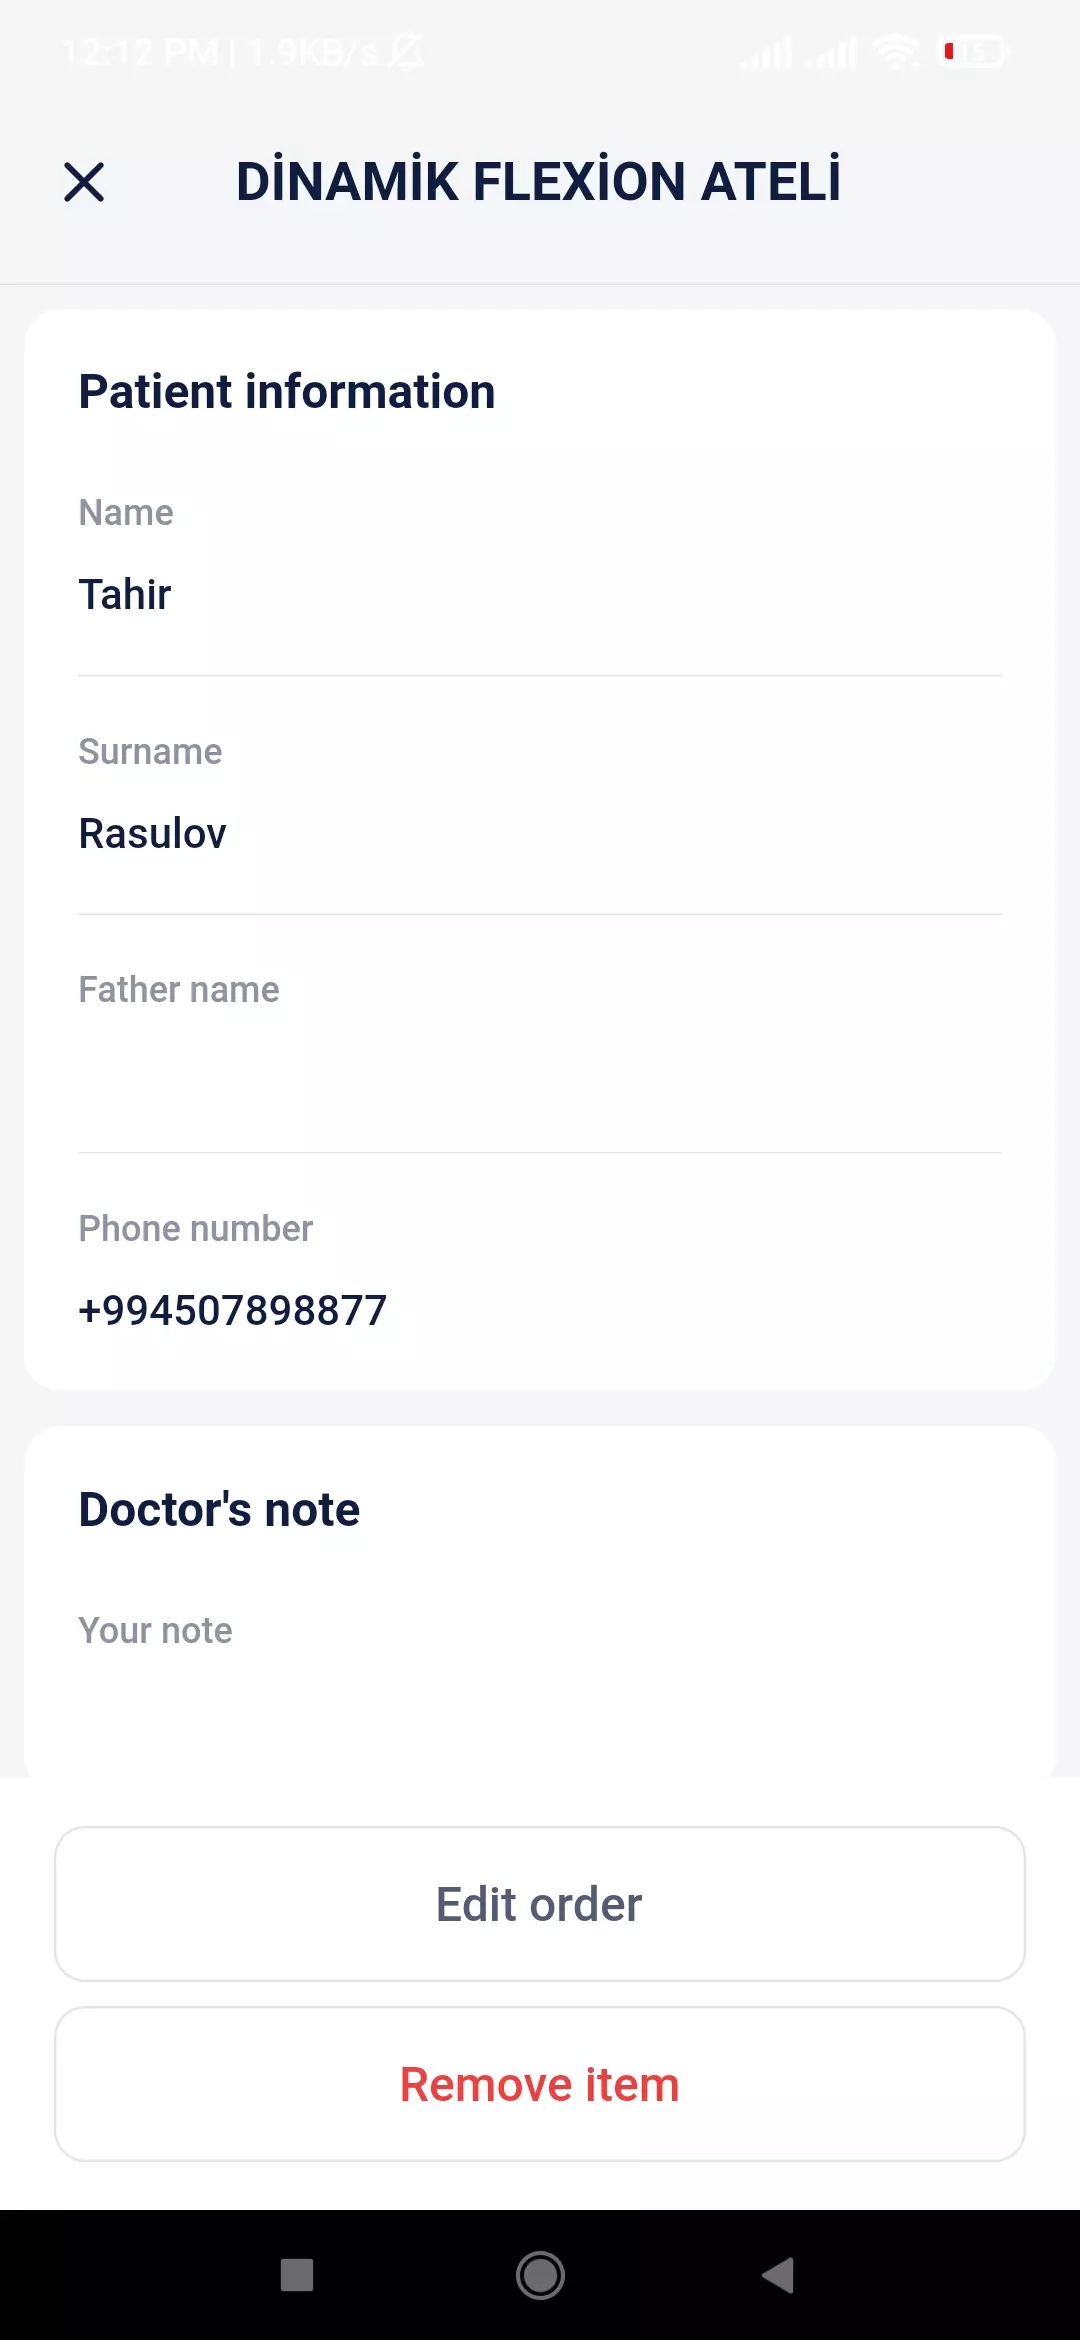 12:12 PM | 1.9KB/s
15
DİNAMİK FLEXİON ATELİ
Patient information
Name
Tahir
Surname
Rasulov
Father name
Phone number
+994507898877
Doctor's note
Your note
Edit order
Remove item